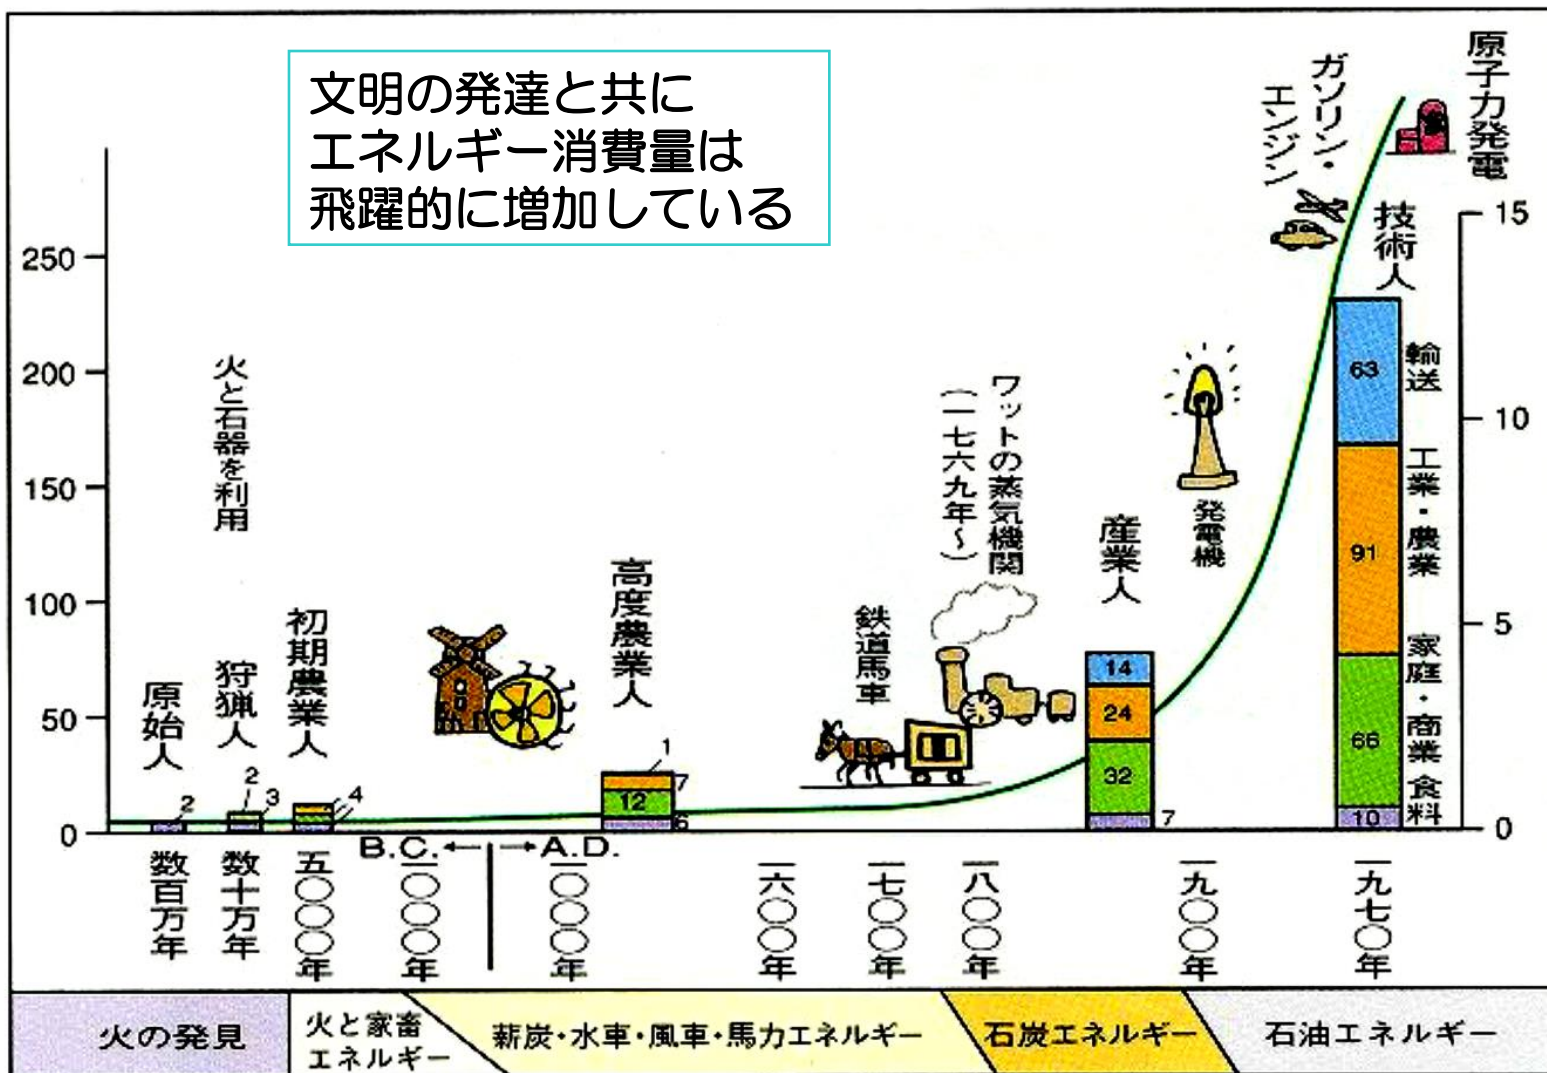 文明の発達と共に
エネルギー消費量は
飛躍的に増加している
原子力発電
ガソリン・
エンジン
技術人
250
200
150
100
50
0
15
10
5
0
火と石器を利用
原始人
狩猟人
初期農業人
高度農業人
鉄道馬車
ワットの蒸気機関
(一七六九年~)
産業人
発電機
輸送
工業・農業
家庭・商業
食料
2
2
3
4
1
7
12
6
14
24
32
7
63
91
66
10
B.C.←→A.D.
数百万年
数十万年
五〇〇〇年
一〇〇〇年
一〇〇〇年
一六〇〇年
一七〇〇年
一八〇〇年
一九〇〇年
一九七〇年
火の発見
火と家畜
エネルギー
薪炭・水車・風車・馬力エネルギー
石炭エネルギー
石油エネルギー